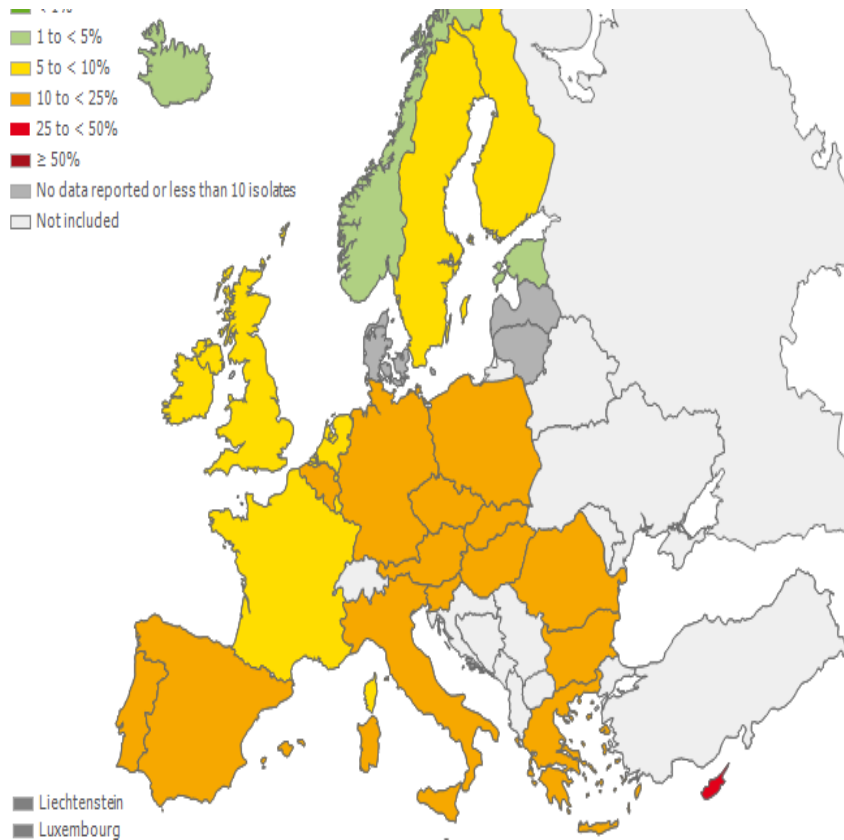 < 1%
1 to < 5%
5 to < 10%
10 to < 25%
25 to < 50%
≥ 50%
No data reported or less than 10 isolates
Not included
Liechtenstein
Luxembourg